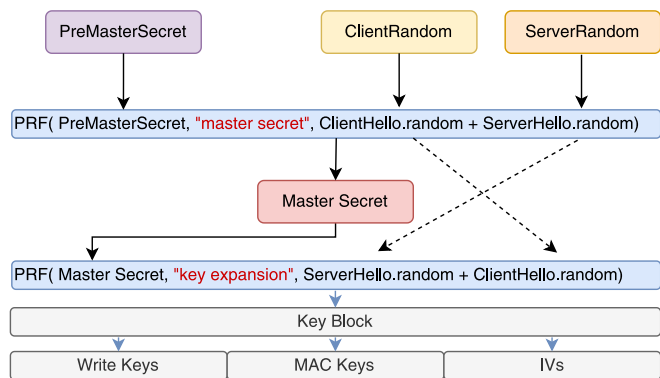 PreMasterSecret
ClientRandom
ServerRandom
PRF( PreMasterSecret, "master secret", ClientHello.random + ServerHello.random)
Master Secret
PRF( Master Secret, "key expansion", ServerHello.random + ClientHello.random)
Key Block
Write Keys
MAC Keys
IVs